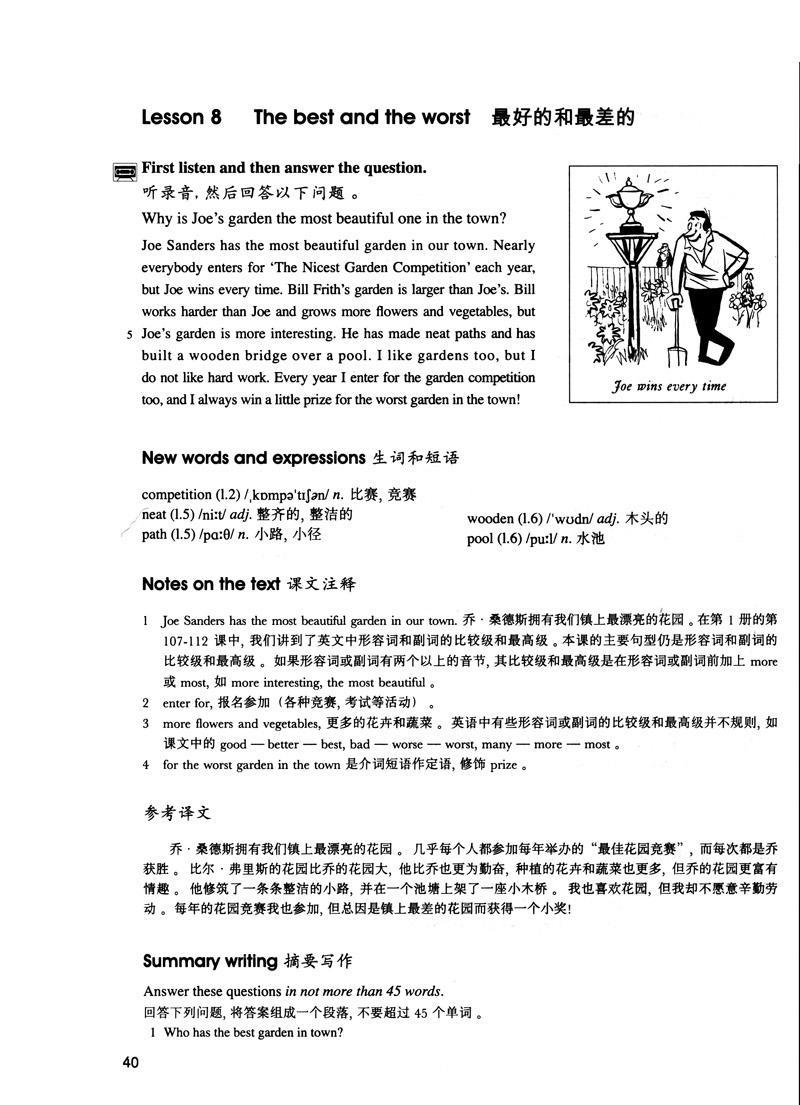 Lesson 8 The best and the worst 最好的和最差的
First listen and then answer the question.
听录音,然后回答以下问题。
Why is Joe's garden the most beautiful one in the town?
Joe Sanders has the most beautiful garden in our town. Nearly
everybody enters for ‘The Nicest Garden Competition’ each year,
but Joe wins every time. Bill Frith's garden is larger than Joe's. Bill
works harder than Joe and grows more flowers and vegetables, but
5 Joe's garden is more interesting. He has made neat paths and has
built a wooden bridge over a pool. I like gardens too, but I
do not like hard work. Every year I enter for the garden competition
too, and I always win a little prize for the worst garden in the town!
Joe wins every time
New words and expressions 生词和短语
competition (l.2) /ˌkɒmpəˈtɪʃən/ n. 比赛, 竞赛
neat (l.5) /niːt/ adj. 整齐的, 整洁的
path (l.5) /pɑːθ/ n. 小路, 小径
wooden (l.6) /ˈwʊdn/ adj. 木头的
pool (l.6) /puːl/ n. 水池
Notes on the text 课文注释
1 Joe Sanders has the most beautiful garden in our town. 乔·桑德斯拥有我们镇上最漂亮的花园。在第 1 册的第
107-112 课中, 我们讲到了英文中形容词和副词的比较级和最高级。本课的主要句型仍是形容词和副词的
比较级和最高级。如果形容词或副词有两个以上的音节, 其比较级和最高级是在形容词或副词前加上 more
或 most, 如 more interesting, the most beautiful。
2 enter for, 报名参加（各种竞赛, 考试等活动）。
3 more flowers and vegetables, 更多的花卉和蔬菜。英语中有些形容词或副词的比较级和最高级并不规则, 如
课文中的 good — better — best, bad — worse — worst, many — more — most。
4 for the worst garden in the town 是介词短语作定语, 修饰 prize。
参考译文
乔·桑德斯拥有我们镇上最漂亮的花园。几乎每个人都参加每年举办的“最佳花园竞赛”, 而每次都是乔
获胜。比尔·弗里斯的花园比乔的花园大, 他比乔也更为勤奋, 种植的花卉和蔬菜也更多, 但乔的花园更富有
情趣。他修筑了一条条整洁的小路, 并在一个池塘上架了一座小木桥。我也喜欢花园, 但我却不愿意辛勤劳
动。每年的花园竞赛我也参加, 但总因是镇上最差的花园而获得一个小奖!
Summary writing 摘要写作
Answer these questions in not more than 45 words.
回答下列问题, 将答案组成一个段落, 不要超过 45 个单词。
1 Who has the best garden in town?
40